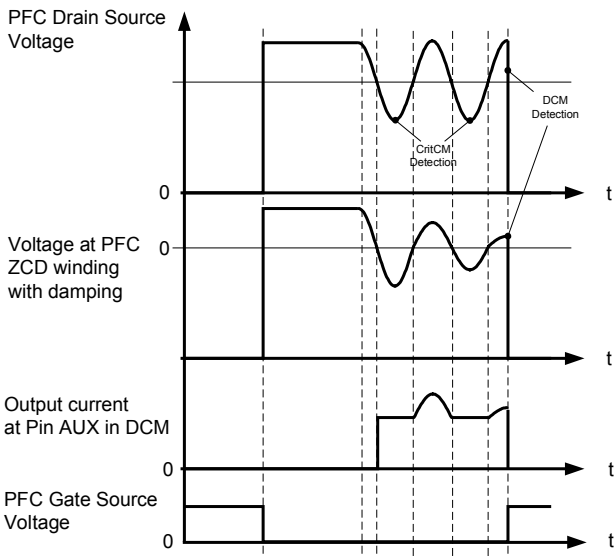 PFC Drain Source
Voltage
DCM
Detection
CritCM
Detection
0
t
Voltage at PFC
ZCD winding
with damping
0
t
Output current
at Pin AUX in DCM
0
t
PFC Gate Source
Voltage
0
t